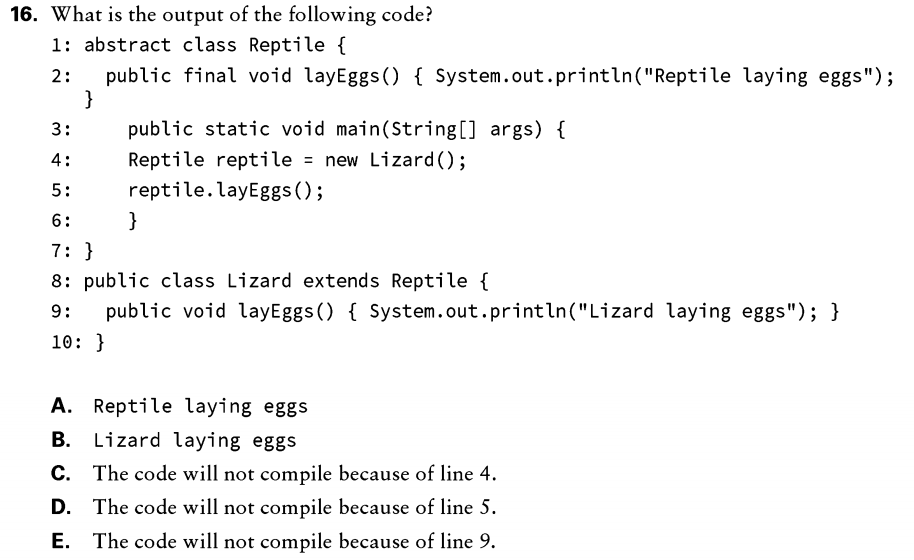 16. What is the output of the following code?
1: abstract class Reptile {
2:   public final void layEggs() { System.out.println("Reptile laying eggs");
}
3:     public static void main(String[] args) {
4:     Reptile reptile = new Lizard();
5:     reptile.layEggs();
6:     }
7: }
8: public class Lizard extends Reptile {
9:   public void layEggs() { System.out.println("Lizard laying eggs"); }
10: }
A. Reptile laying eggs
B. Lizard laying eggs
C. The code will not compile because of line 4.
D. The code will not compile because of line 5.
E. The code will not compile because of line 9.